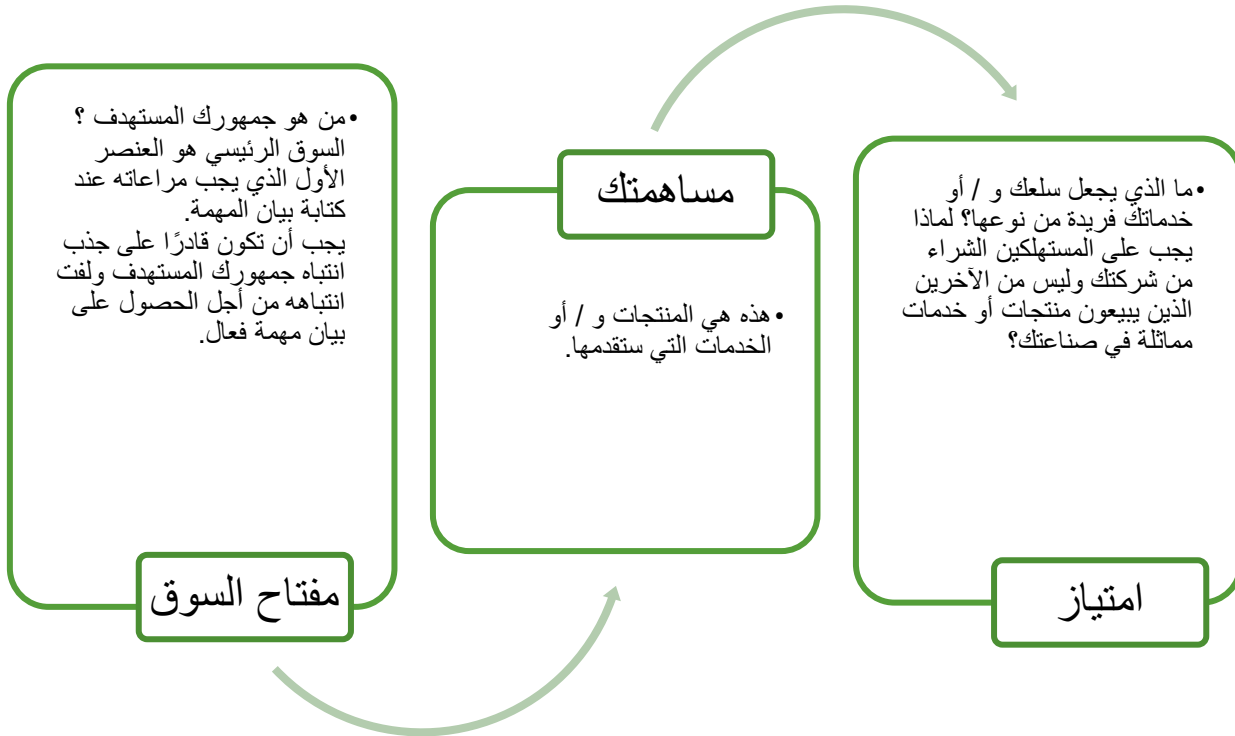 • من هو جمهورك المستهدف ؟
السوق الرئيسي هو العنصر
الأول الذي يجب مراعاته عند
كتابة بيان المهمة.
يجب أن تكون قادرًا على جذب
انتباه جمهورك المستهدف ولفت
انتباهه من أجل الحصول على
بيان مهمة فعال.
مفتاح السوق
مساهمتك
• هذه هي المنتجات و / أو
الخدمات التي ستقدمها.
• ما الذي يجعل سلعك و / أو
خدماتك فريدة من نوعها؟ لماذا
يجب على المستهلكين الشراء
من شركتك وليس من الآخرين
الذين يبيعون منتجات أو خدمات
مماثلة في صناعتك؟
امتياز